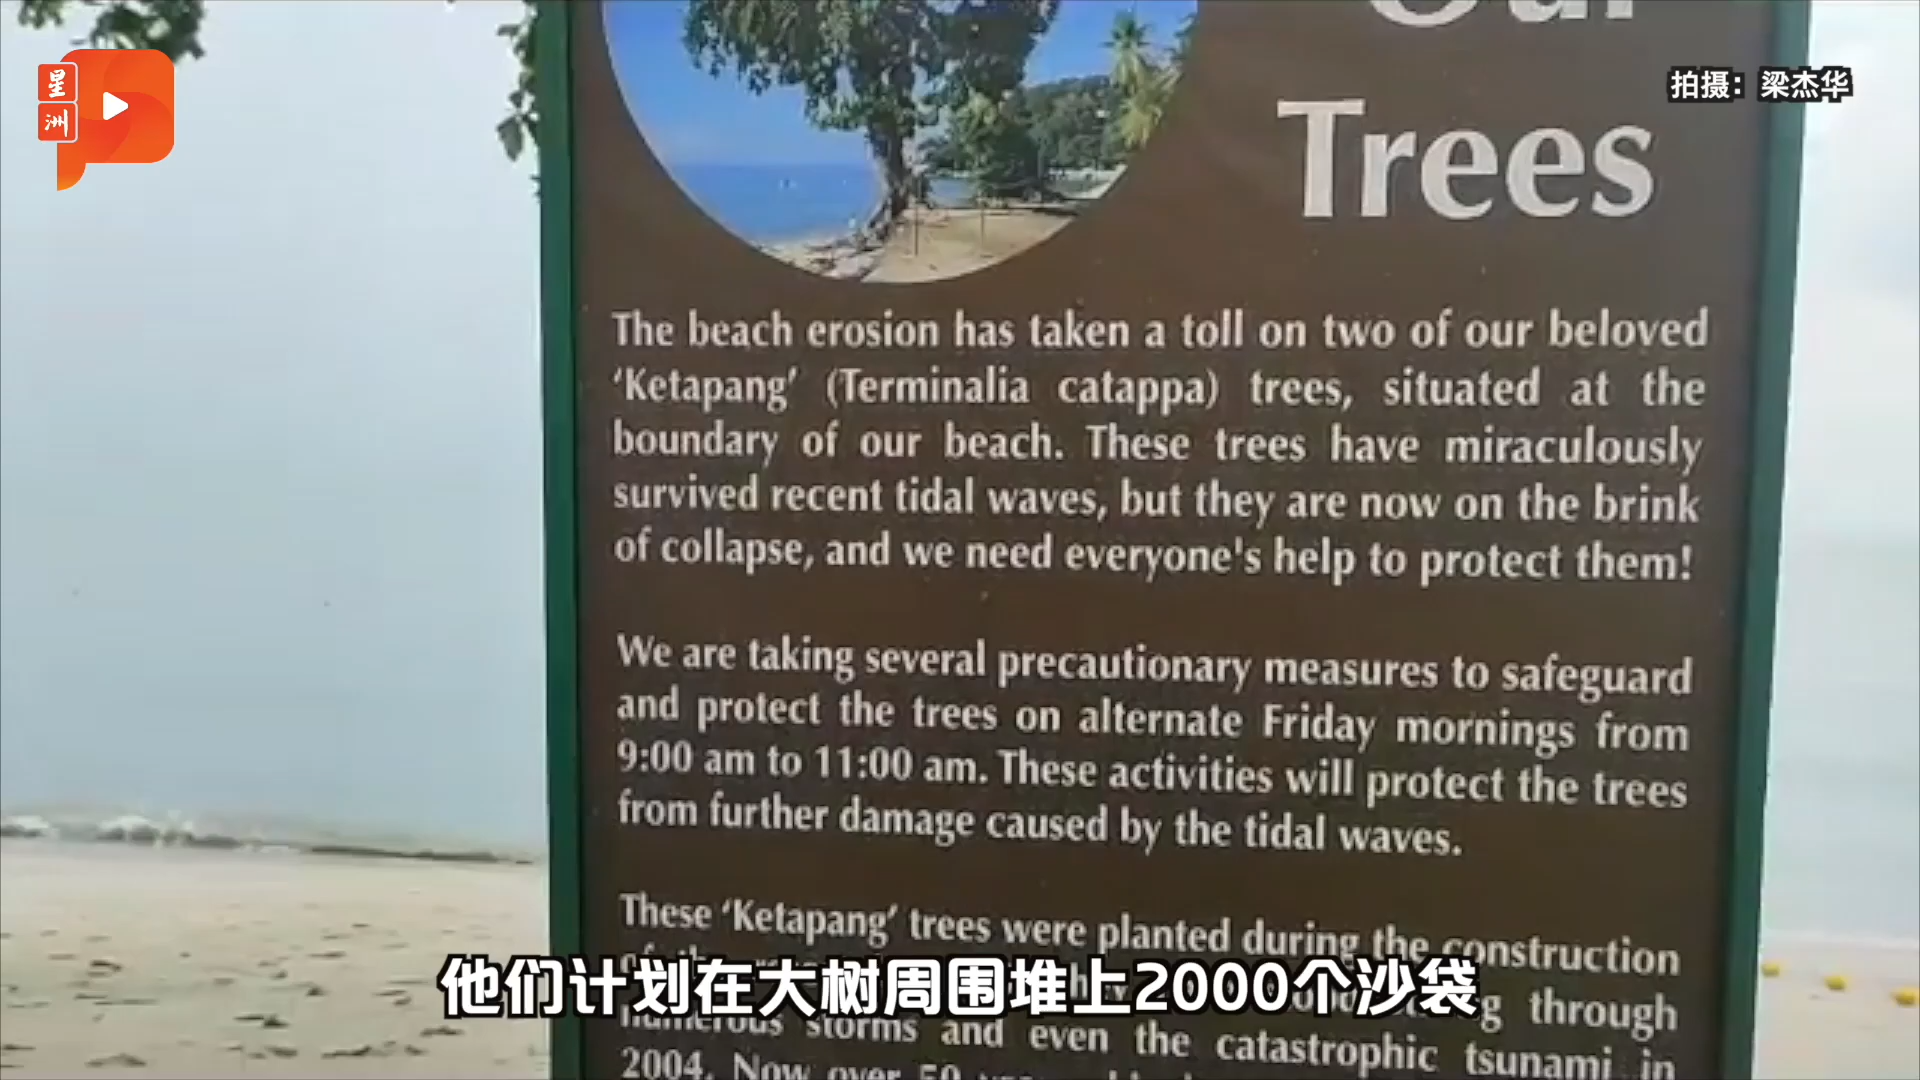 星洲
拍摄：梁杰华
Our
Trees
The beach erosion has taken a toll on two of our beloved
‘Ketapang’ (Terminalia catappa) trees, situated at the
boundary of our beach. These trees have miraculously
survived recent tidal waves, but they are now on the brink
of collapse, and we need everyone's help to protect them!
We are taking several precautionary measures to safeguard
and protect the trees on alternate Friday mornings from
9:00 am to 11:00 am. These activities will protect the trees
from further damage caused by the tidal waves.
These ‘Ketapang’ trees were planted during the construction
of the through
numerous storms and even the catastrophic tsunami in
2004. Now over 50
他们计划在大树周围堆上2000个沙袋